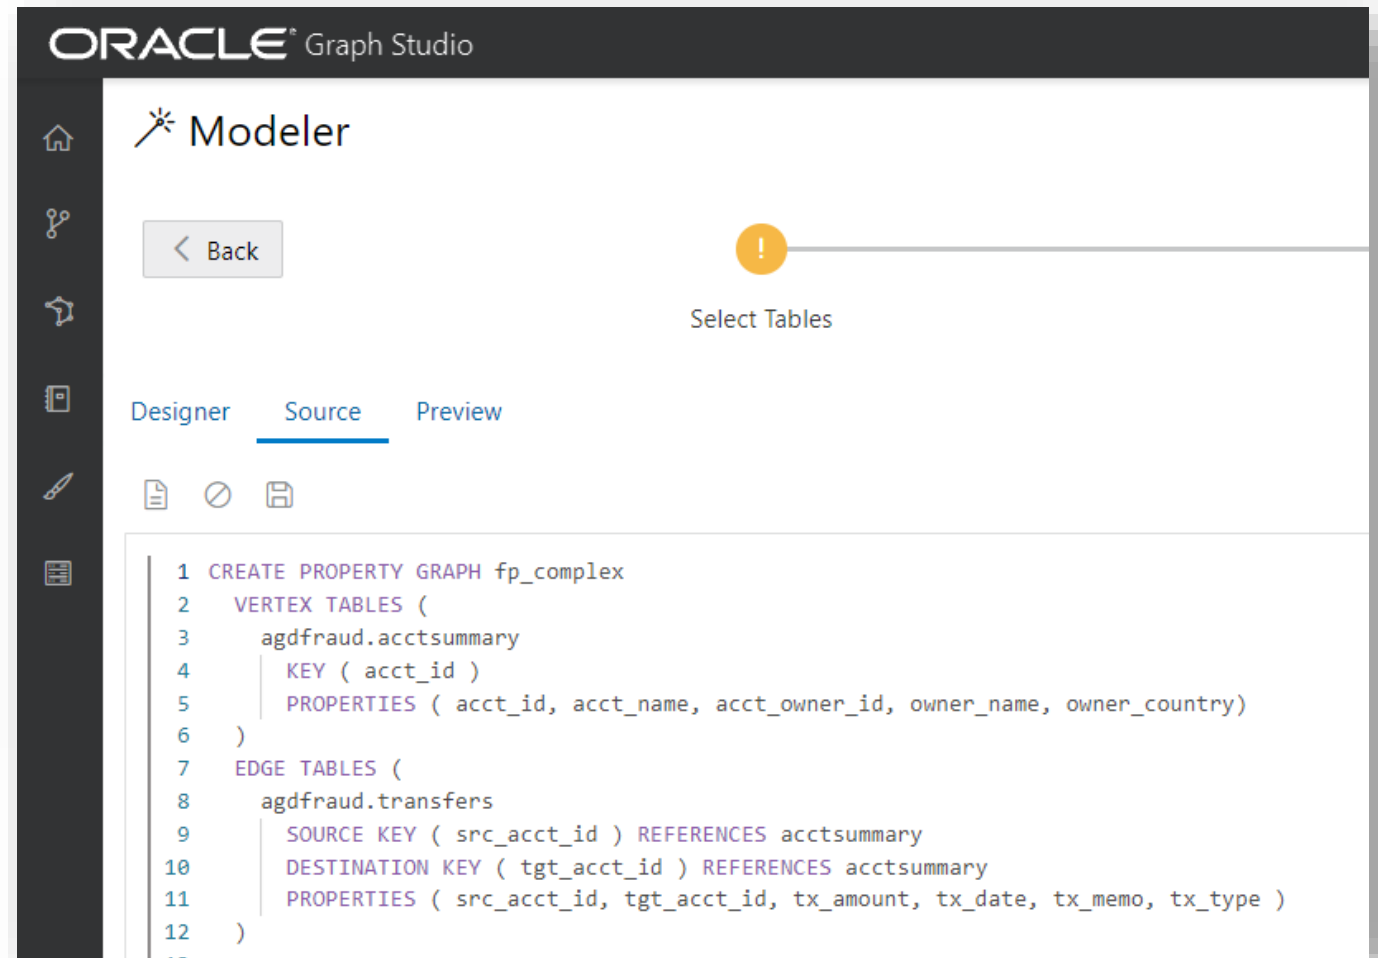 ORACLE® Graph Studio
Modeler
Back
!
Select Tables
Designer Source Preview
1 CREATE PROPERTY GRAPH fp_complex
2 VERTEX TABLES (
3 agdfraud.acctsummary
4 KEY ( acct_id )
5 PROPERTIES ( acct_id, acct_name, acct_owner_id, owner_name, owner_country)
6 )
7 EDGE TABLES (
8 agdfraud.transfers
9 SOURCE KEY ( src_acct_id ) REFERENCES acctsummary
10 DESTINATION KEY ( tgt_acct_id ) REFERENCES acctsummary
11 PROPERTIES ( src_acct_id, tgt_acct_id, tx_amount, tx_date, tx_memo, tx_type )
12 )